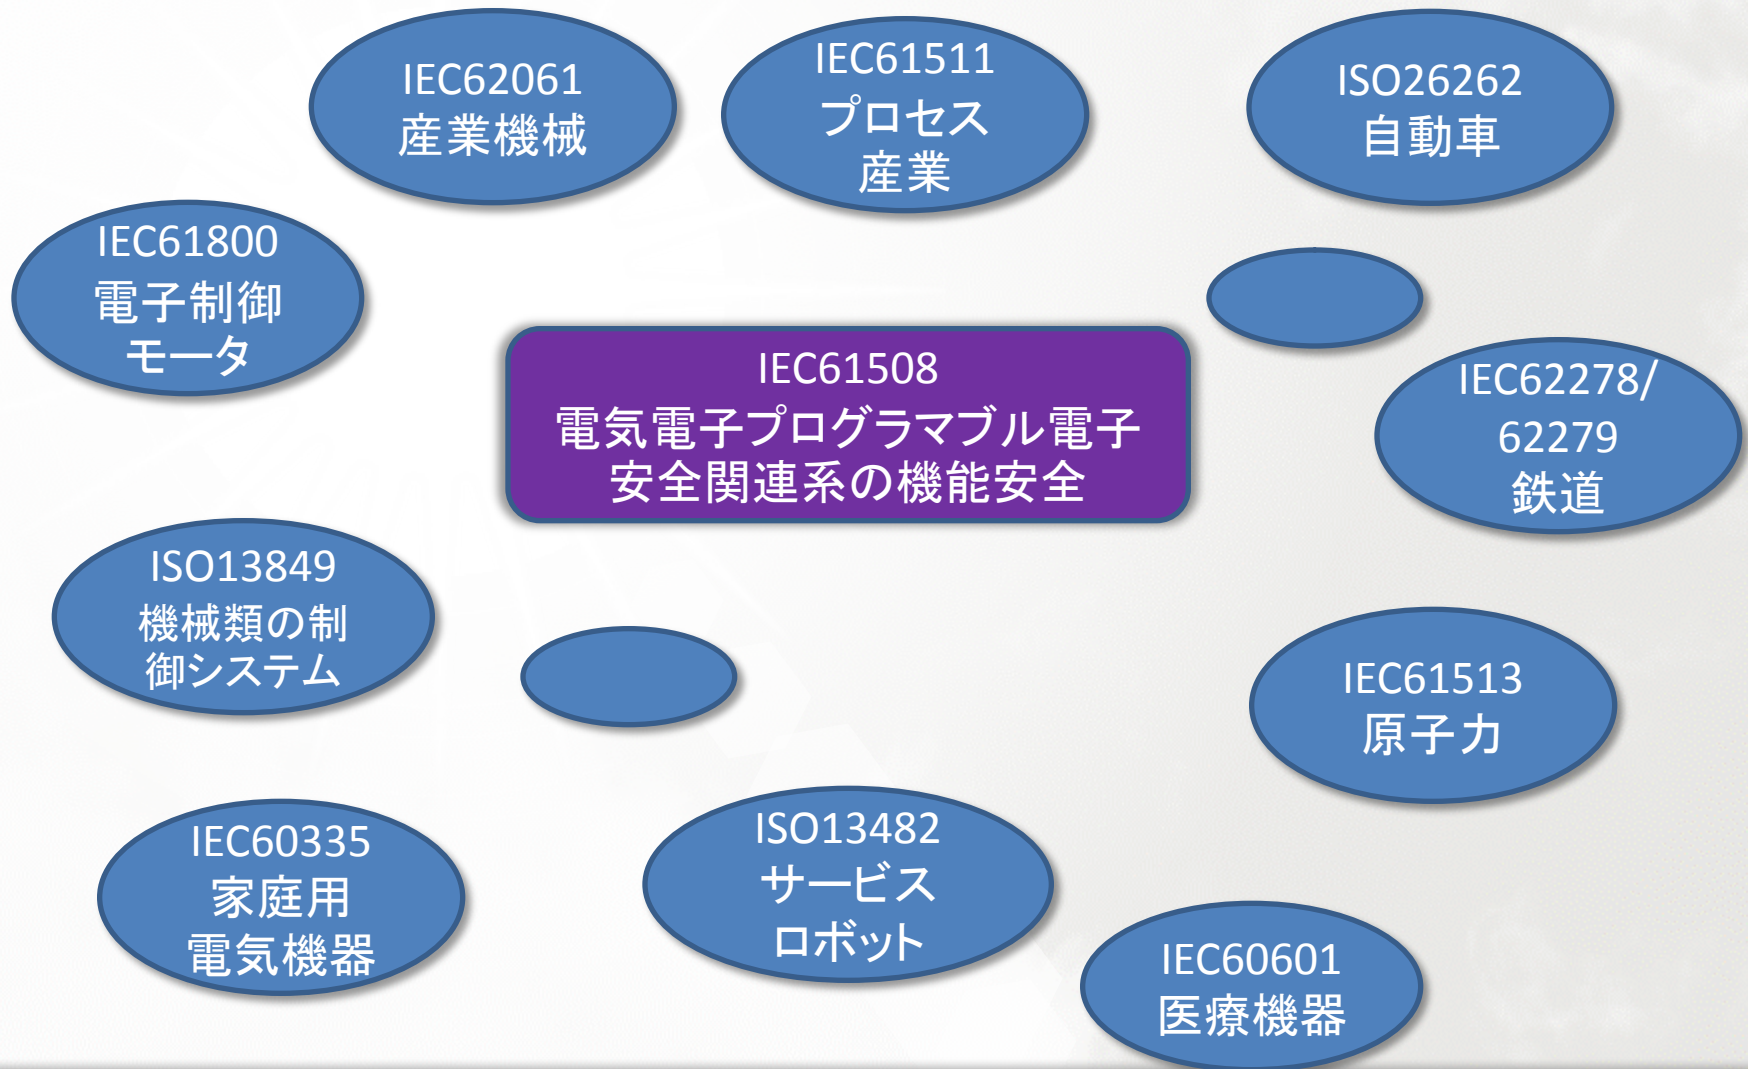 IEC62061
産業機械
IEC61511
プロセス
産業
ISO26262
自動車
IEC61800
電子制御
モータ
IEC61508
電気電子プログラマブル電子
安全関連系の機能安全
IEC62278/
62279
鉄道
ISO13849
機械類の制
御システム
IEC61513
原子力
IEC60335
家庭用
電気機器
ISO13482
サービス
ロボット
IEC60601
医療機器